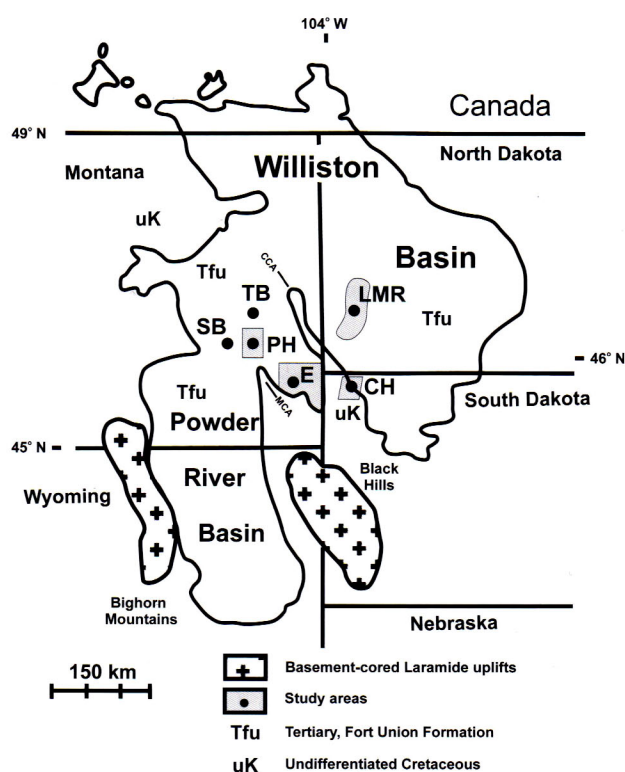 104° W
Canada
49° N
North Dakota
Montana
Williston
uK
Basin
Tfu
CCA
TB
LMR
Tfu
SB
PH
46° N
E
CH
Tfu
MCA
uK
South Dakota
Powder
45° N
River
Black
Hills
Wyoming
Basin
Bighorn
Mountains
Nebraska
150 km
Basement-cored Laramide uplifts
Study areas
Tfu Tertiary, Fort Union Formation
uK Undifferentiated Cretaceous